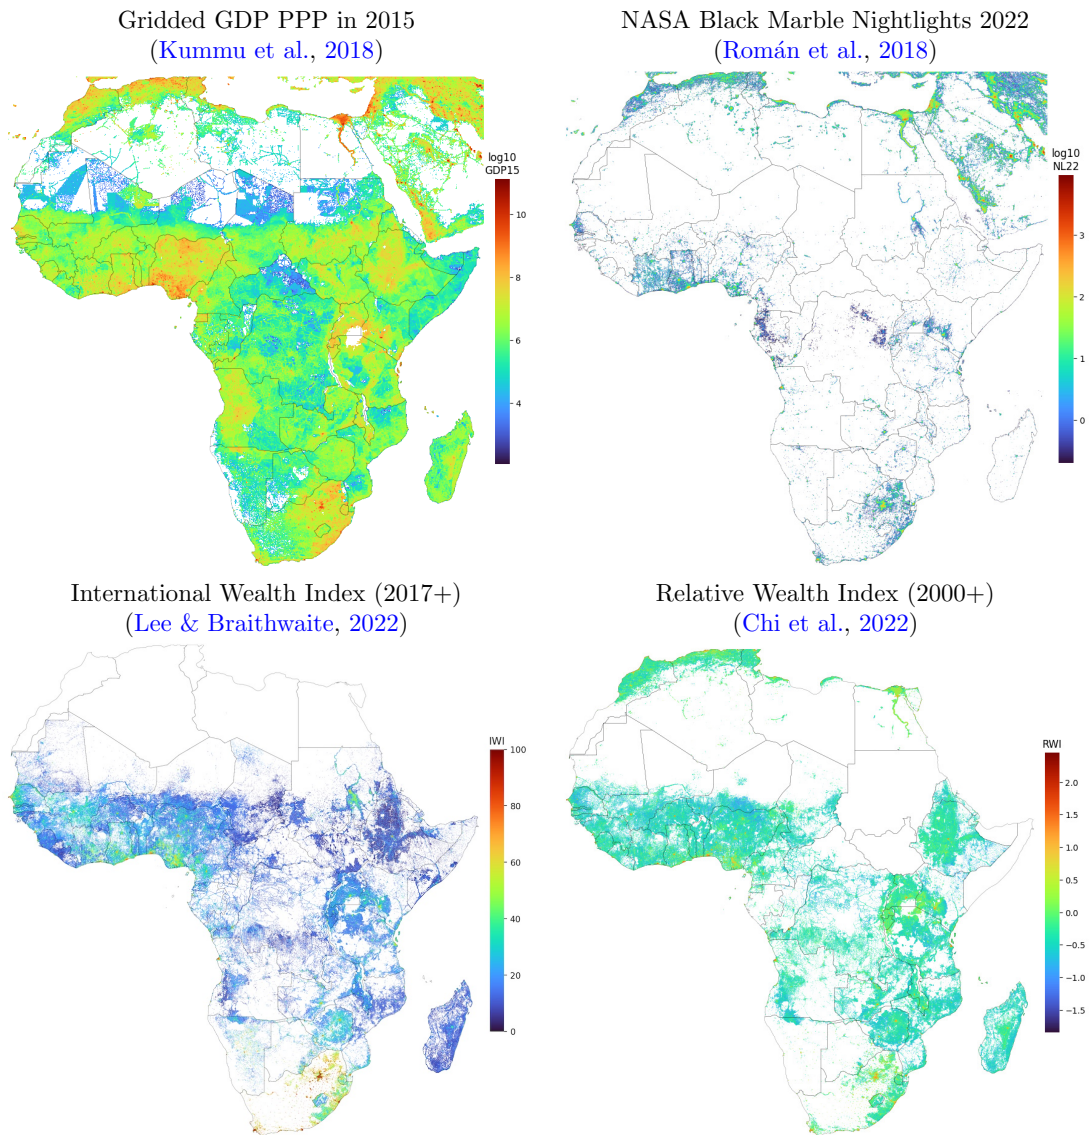 Gridded GDP PPP in 2015
(Kummu et al., 2018)
log10
GDP15
10
8
6
4
NASA Black Marble Nightlights 2022
(Román et al., 2018)
log10
NL22
3
2
1
0
International Wealth Index (2017+)
(Lee & Braithwaite, 2022)
IWI
100
80
60
40
20
0
Relative Wealth Index (2000+)
(Chi et al., 2022)
RWI
2.0
1.5
1.0
0.5
0.0
−0.5
−1.0
−1.5